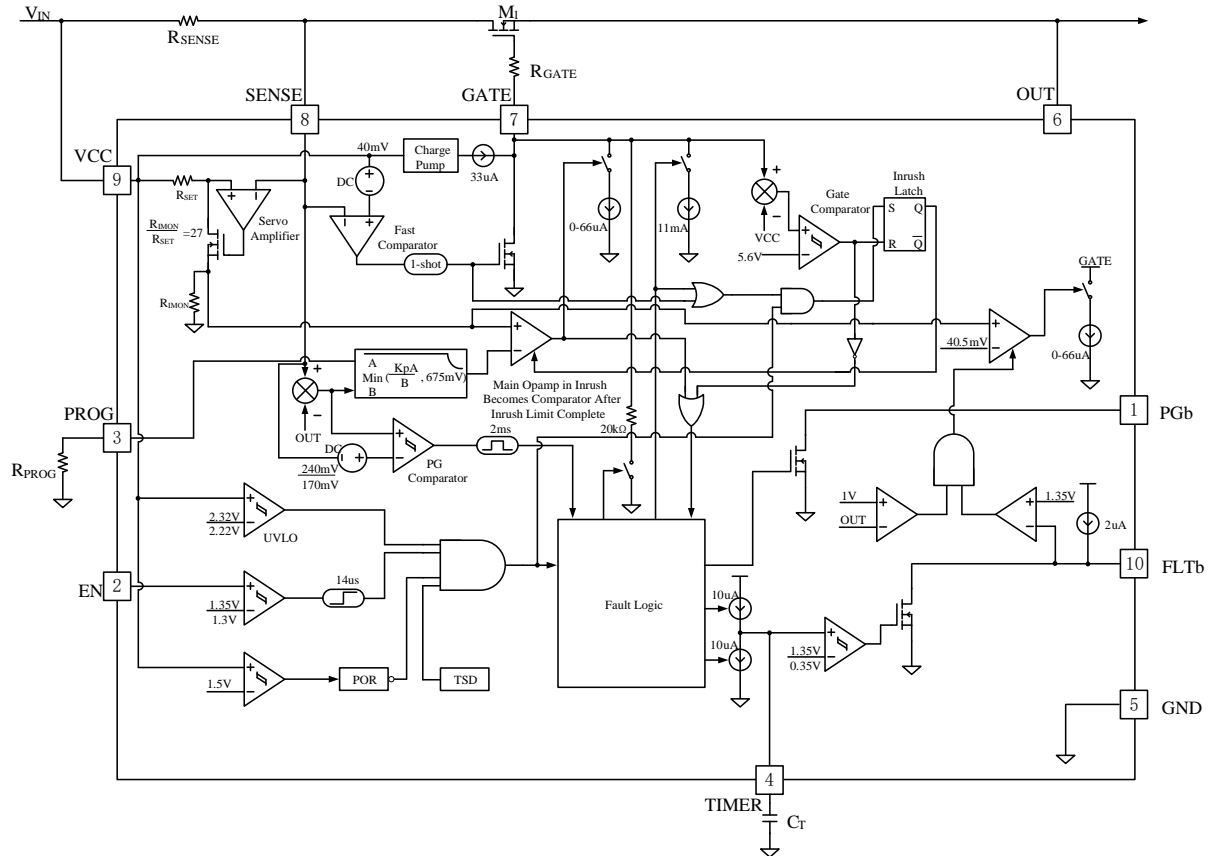 VIN
M1
RSENSE
RGATE
SENSE
GATE
OUT
8
7
6
VCC
9
40mV
Charge
Pump
33uA
DC
RSET
RIMON
RSET
=27
Servo
Amplifier
Fast
Comparator
1-shot
0-66uA
11mA
VCC
5.6V
Gate
Comparator
Inrush
Latch
S Q
R Q
RIMON
GATE
40.5mV
0-66uA
A
Min (KpA/B, 675mV)
B
Main Opamp in Inrush
Becomes Comparator After
Inrush Limit Complete
PROG
3
RPROG
OUT
DC
240mV
170mV
PG
Comparator
2ms
20kΩ
1
PGb
2.32V
2.22V
UVLO
1V
OUT
1.35V
2uA
EN
2
1.35V
1.3V
14us
10
FLTb
Fault Logic
10uA
10uA
1.35V
0.35V
1.5V
POR
TSD
5
GND
4
TIMER
CT